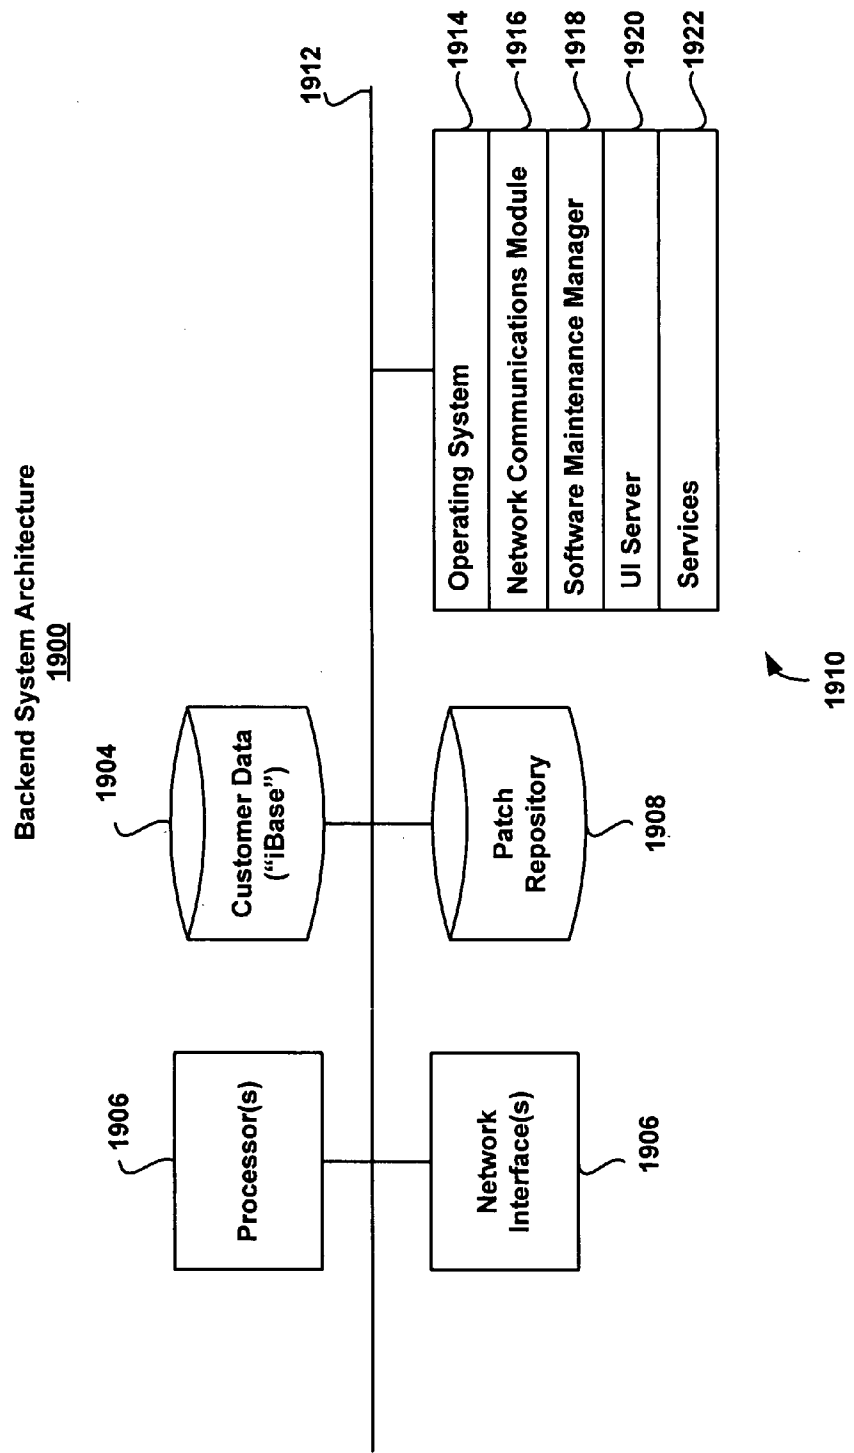 Backend System Architecture
1900
1906
Processor(s)
1904
Customer Data
("iBase")
1912
Network
Interface(s)
1906
Patch
Repository
1908
Operating System
1914
Network Communications Module
1916
Software Maintenance Manager
1918
UI Server
1920
Services
1922
1910